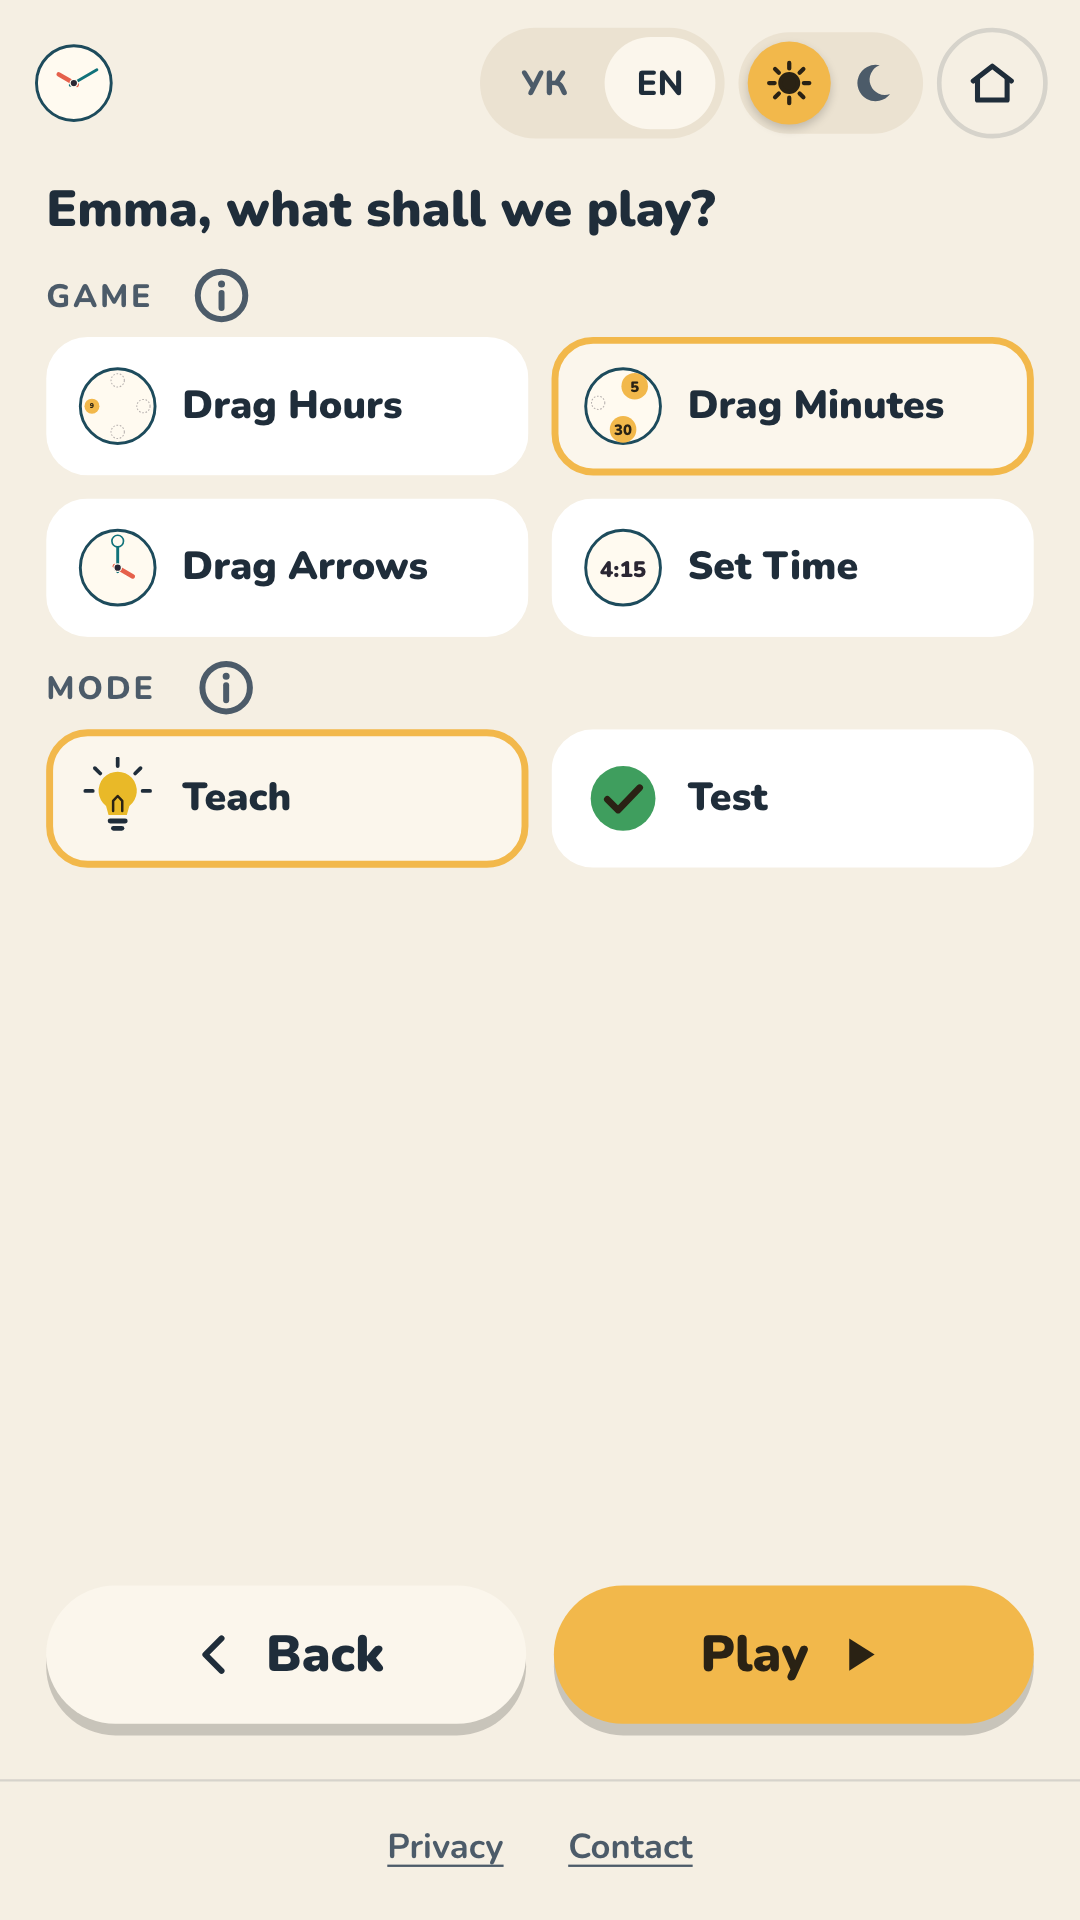 УК EN
Emma, what shall we play?
GAME
9 Drag Hours
5 30 Drag Minutes
Drag Arrows
4:15 Set Time
MODE
Teach
Test
Back
Play
Privacy Contact